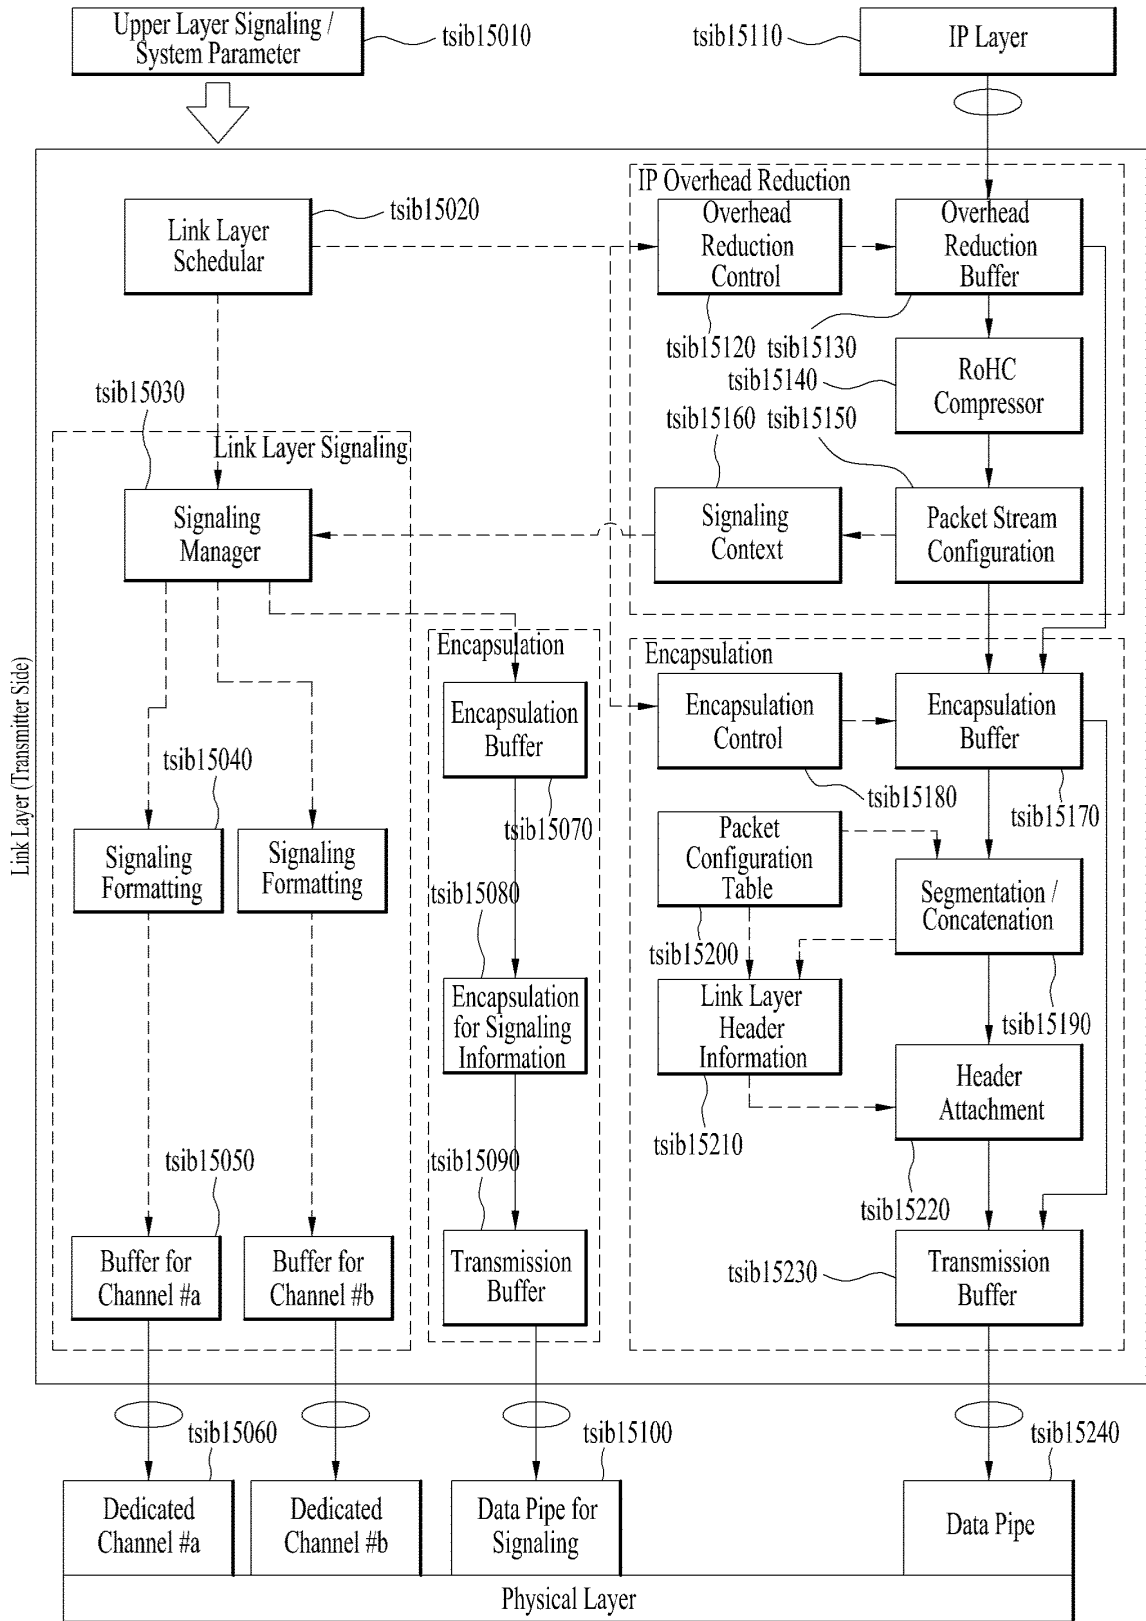 Upper Layer Signaling /
System Parameter
tsib15010
tsib15110
IP Layer
IP Overhead Reduction
Link Layer
Schedular
tsib15020
Overhead
Reduction
Control
Overhead
Reduction
Buffer
tsib15120
tsib15130
tsib15140
RoHC
Compressor
tsib15030
tsib15160
tsib15150
Link Layer Signaling
Signaling
Manager
Signaling
Context
Packet Stream
Configuration
Link Layer (Transmitter Side)
Encapsulation
Encapsulation
Encapsulation
Buffer
Encapsulation
Control
Encapsulation
Buffer
tsib15040
tsib15070
tsib15180
tsib15170
Signaling
Formatting
Signaling
Formatting
Packet
Configuration
Table
Segmentation /
Concatenation
tsib15080
tsib15200
Encapsulation
for Signaling
Information
Link Layer
Header
Information
tsib15190
Header
Attachment
tsib15210
tsib15050
tsib15090
tsib15220
Buffer for
Channel #a
Buffer for
Channel #b
Transmission
Buffer
tsib15230
Transmission
Buffer
tsib15060
tsib15100
tsib15240
Dedicated
Channel #a
Dedicated
Channel #b
Data Pipe for
Signaling
Data Pipe
Physical Layer